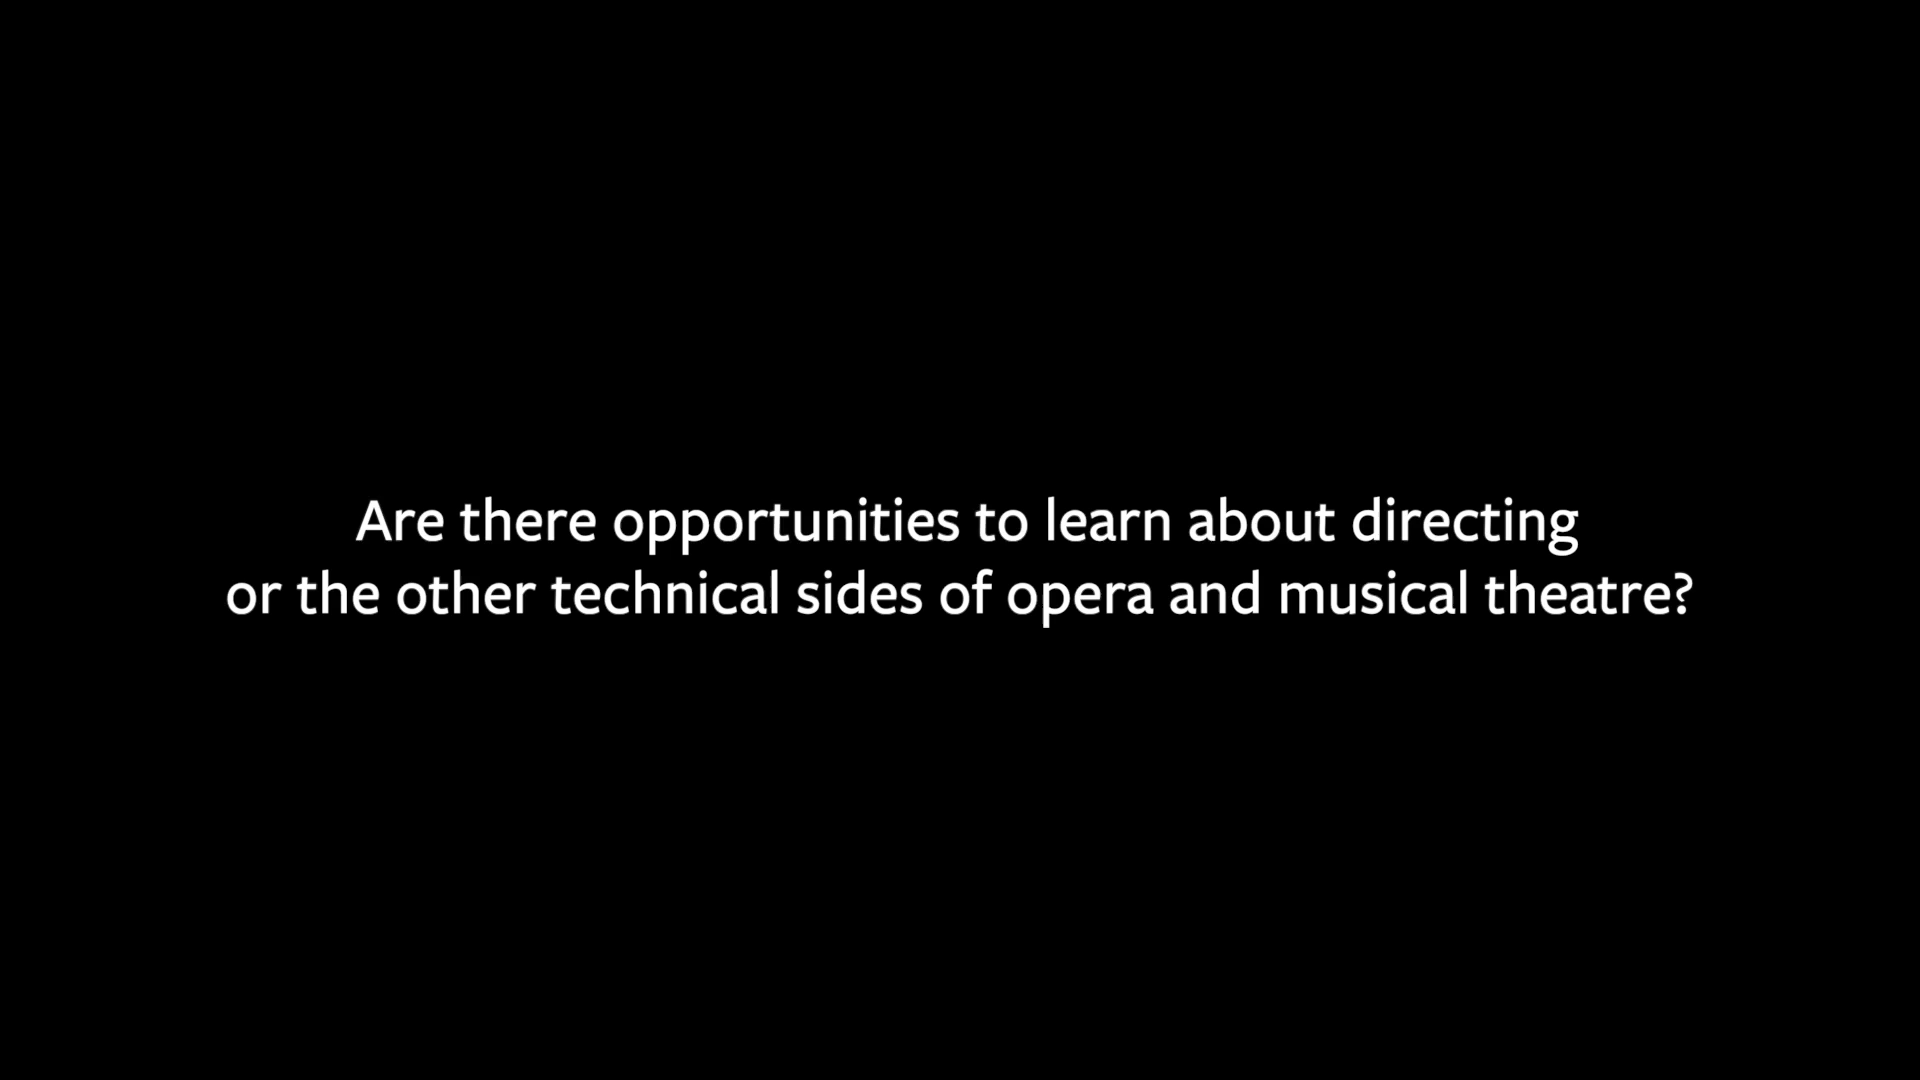 Are there opportunities to learn about directing
or the other technical sides of opera and musical theatre?